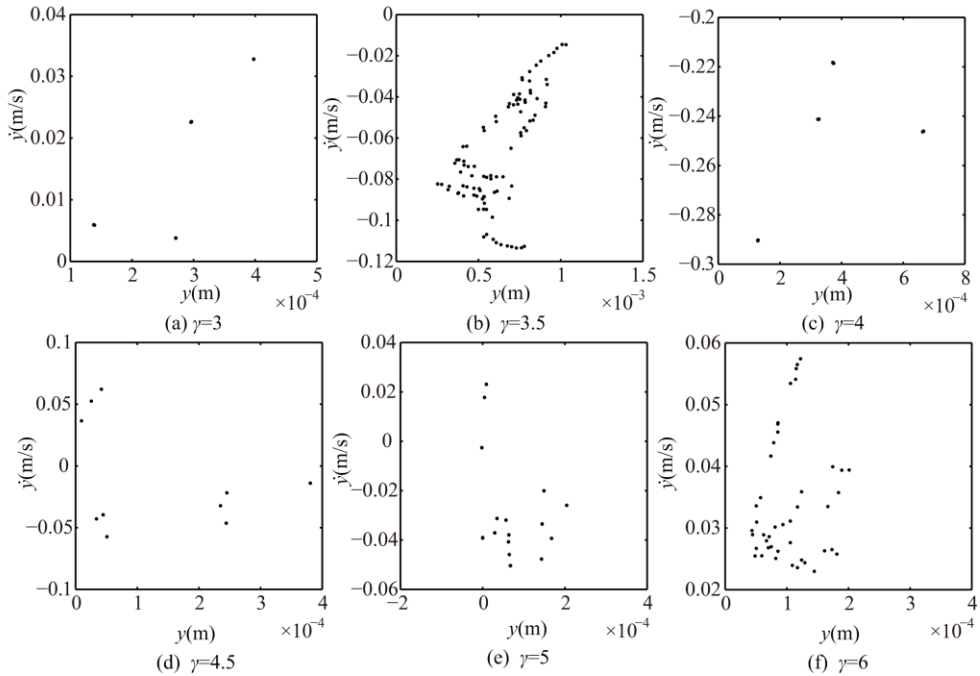 0.04
0.03
0.02
0.01
0
ẏ(m/s)
1 2 3 4 5
y(m) ×10⁻⁴
(a) γ=3
0
−0.02
−0.04
−0.06
−0.08
−0.1
−0.12
ẏ(m/s)
0 0.5 1 1.5
y(m) ×10⁻³
(b) γ=3.5
−0.2
−0.22
−0.24
−0.26
−0.28
−0.3
ẏ(m/s)
0 2 4 6 8
y(m) ×10⁻⁴
(c) γ=4
0.1
0.05
0
−0.05
−0.1
ẏ(m/s)
0 1 2 3 4
×10⁻⁴
y(m)
(d) γ=4.5
0.04
0.02
0
−0.02
−0.04
−0.06
ẏ(m/s)
−2 0 2 4
×10⁻⁴
y(m)
(e) γ=5
0.06
0.05
0.04
0.03
0.02
ẏ(m/s)
0 1 2 3 4
×10⁻⁴
y(m)
(f) γ=6